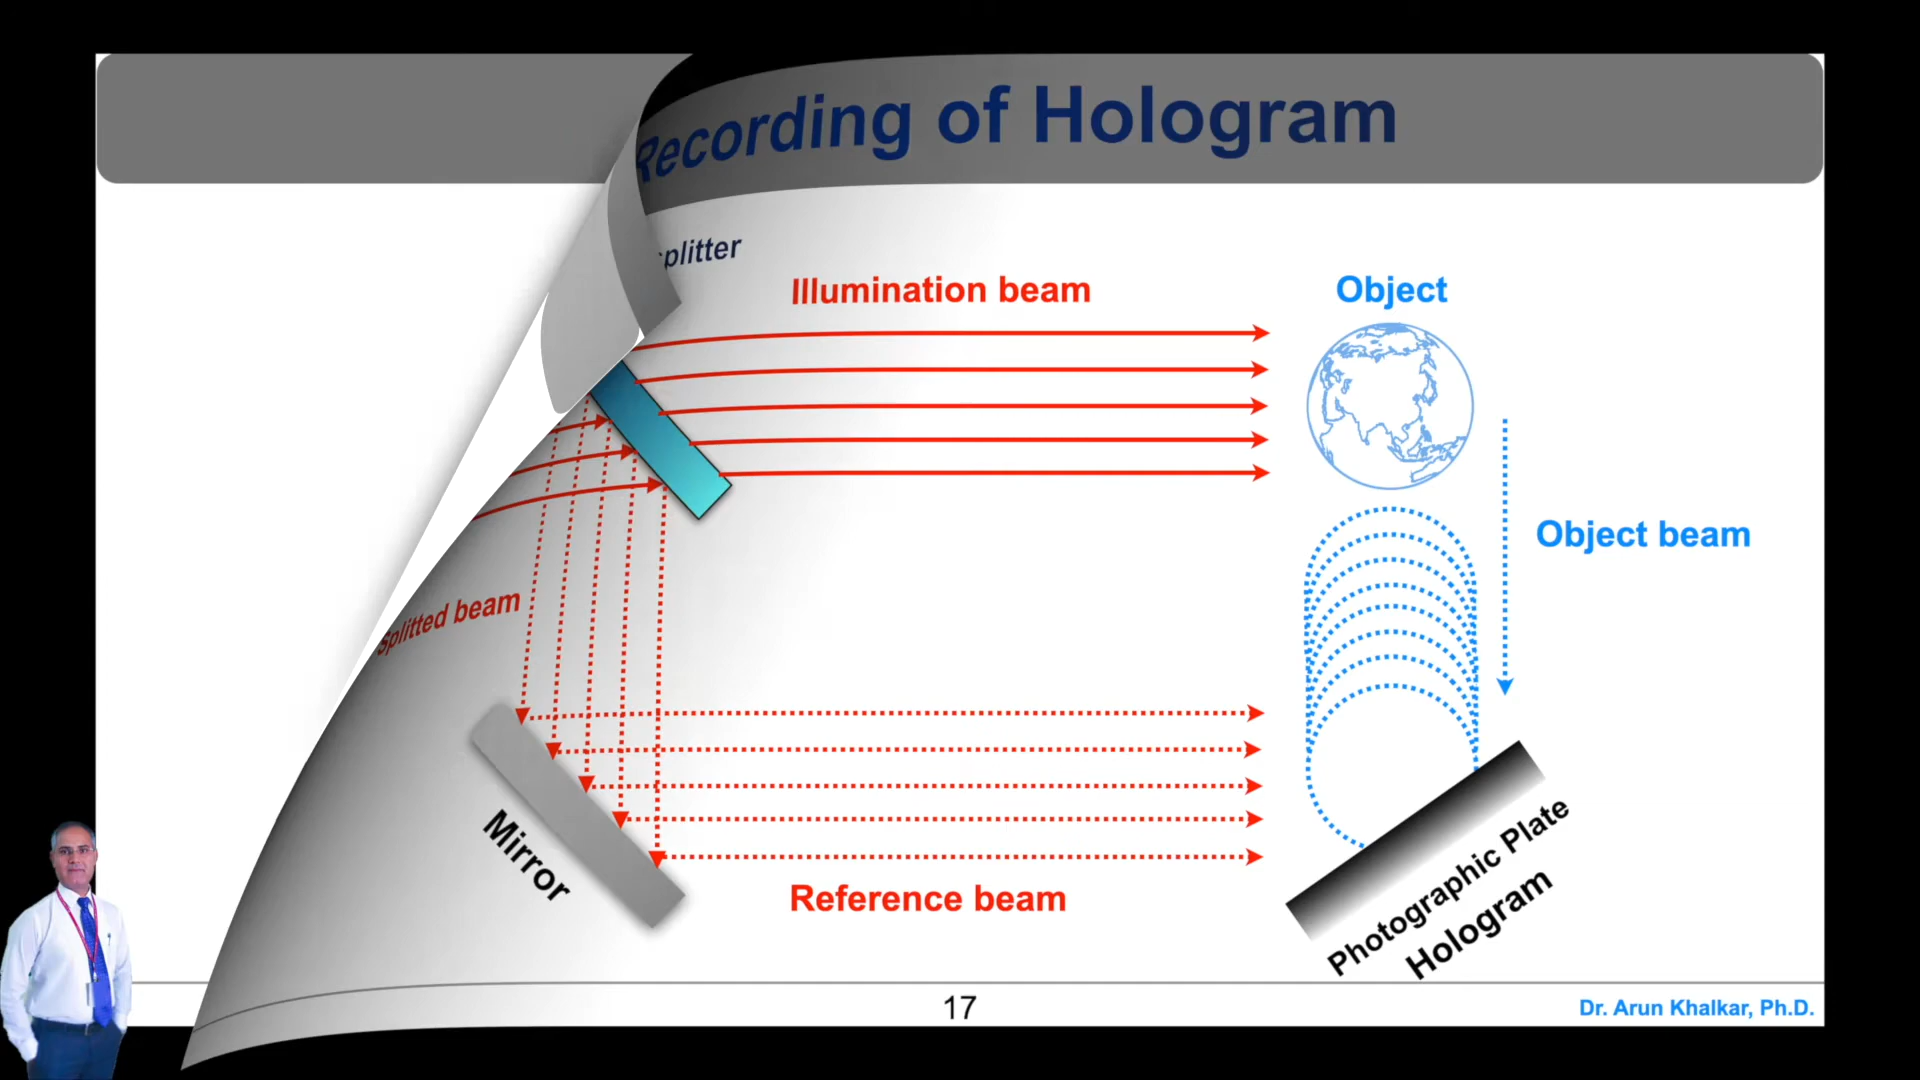 Recording of Hologram
splitter
Illumination beam
Object
Object beam
Splitted beam
Mirror
Reference beam
Photographic Plate
Hologram
17
Dr. Arun Khalkar, Ph.D.